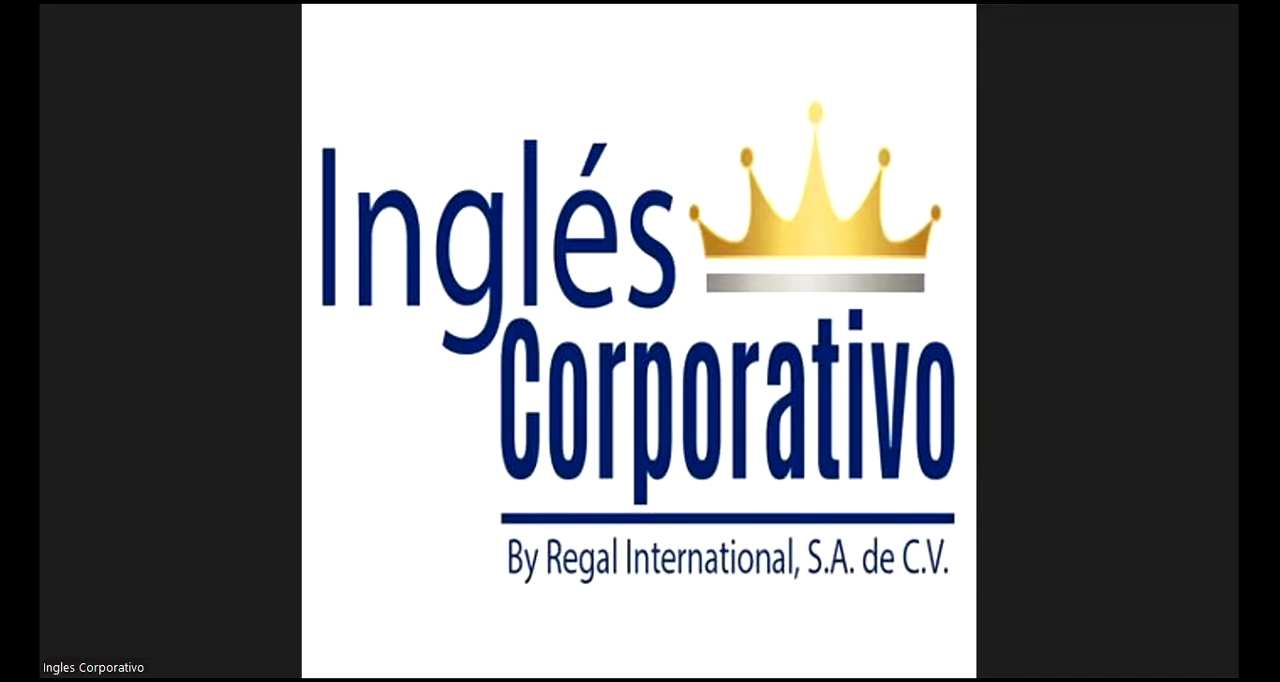 Inglés
Corporativo
By Regal International, S.A. de C.V.
Ingles Corporativo